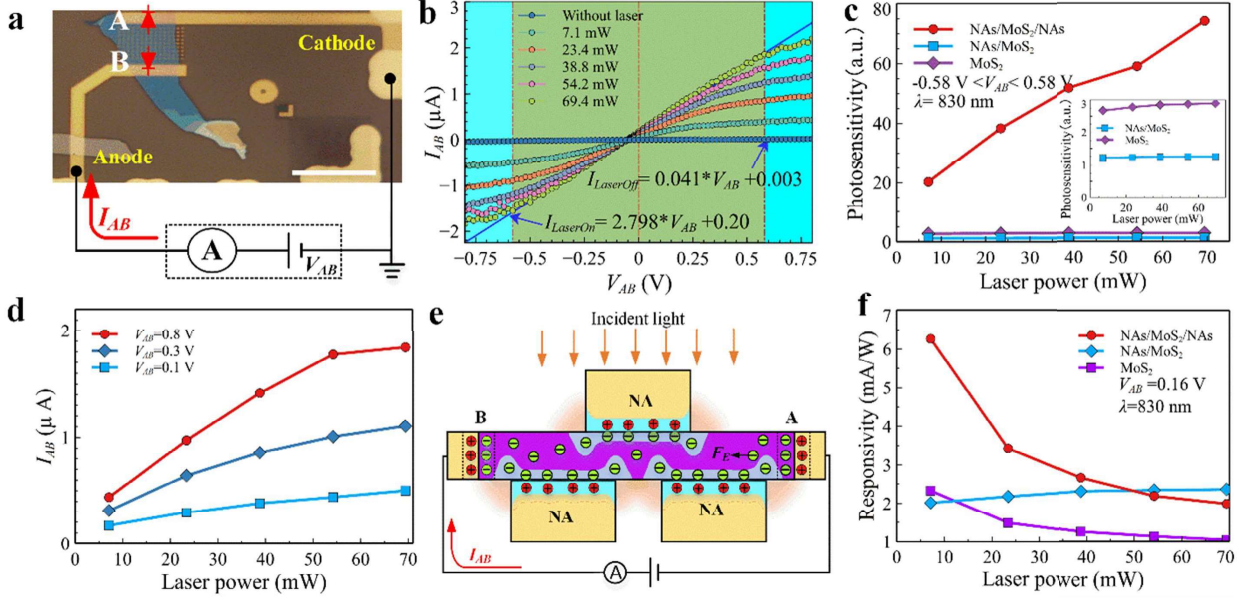 a
A
B
Cathode
Anode
I_AB
A
V_AB
b
Without laser
7.1 mW
23.4 mW
38.8 mW
54.2 mW
69.4 mW
I_LaserOff= 0.041*V_AB +0.003
I_LaserOn= 2.798*V_AB +0.20
I_AB (μA)
3
2
1
0
−1
−2
−0.75 −0.50 −0.25 0 0.25 0.50 0.75
V_AB (V)
c
NAs/MoS₂/NAs
NAs/MoS₂
MoS₂
-0.58 V <V_AB< 0.58 V
λ= 830 nm
Photosensitivity(a.u.)
80
60
40
20
0
0 10 20 30 40 50 60 70
Laser power (mW)
Photosensitivity (a.u.)
3
2
1
0
NAs/MoS₂
MoS₂
0 20 40 60
Laser power (mW)
d
V_AB=0.8 V
V_AB=0.3 V
V_AB=0.1 V
I_AB (μ A)
2
1
0
0 10 20 30 40 50 60 70
Laser power (mW)
e
Incident light
NA
B
A
F_E
NA
NA
I_AB
A
f
NAs/MoS₂/NAs
NAs/MoS₂
MoS₂
V_AB =0.16 V
λ=830 nm
Responsivity (mA/W)
7
6
5
4
3
2
1
0 10 20 30 40 50 60 70
Laser power (mW)